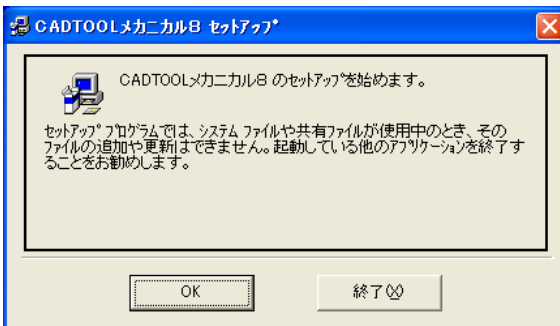 CADTOOLメカニカル8 ｾｯﾄｱｯﾌﾟ
CADTOOLメカニカル8 のｾｯﾄｱｯﾌﾟを始めます。
ｾｯﾄｱｯﾌﾟ ﾌﾟﾛｸﾞﾗﾑでは、ｼｽﾃﾑ ﾌｧｲﾙや共有ﾌｧｲﾙが使用中のとき、その
ﾌｧｲﾙの追加や更新はできません。起動している他のｱﾌﾟﾘｹｰｼｮﾝを終了す
ることをお勧めします。
OK
終了(X)